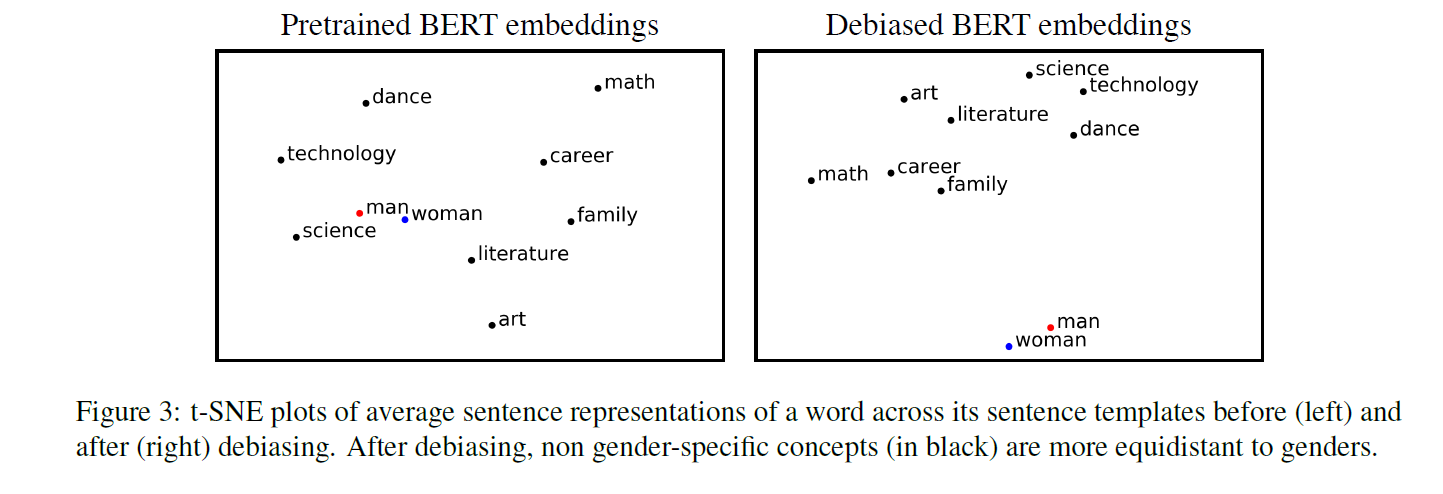 Pretrained BERT embeddings
Debiased BERT embeddings
dance
math
technology
career
man
woman
family
science
literature
art
science
technology
art
literature
dance
math
career
family
man
woman
Figure 3: t-SNE plots of average sentence representations of a word across its sentence templates before (left) and
after (right) debiasing. After debiasing, non gender-specific concepts (in black) are more equidistant to genders.